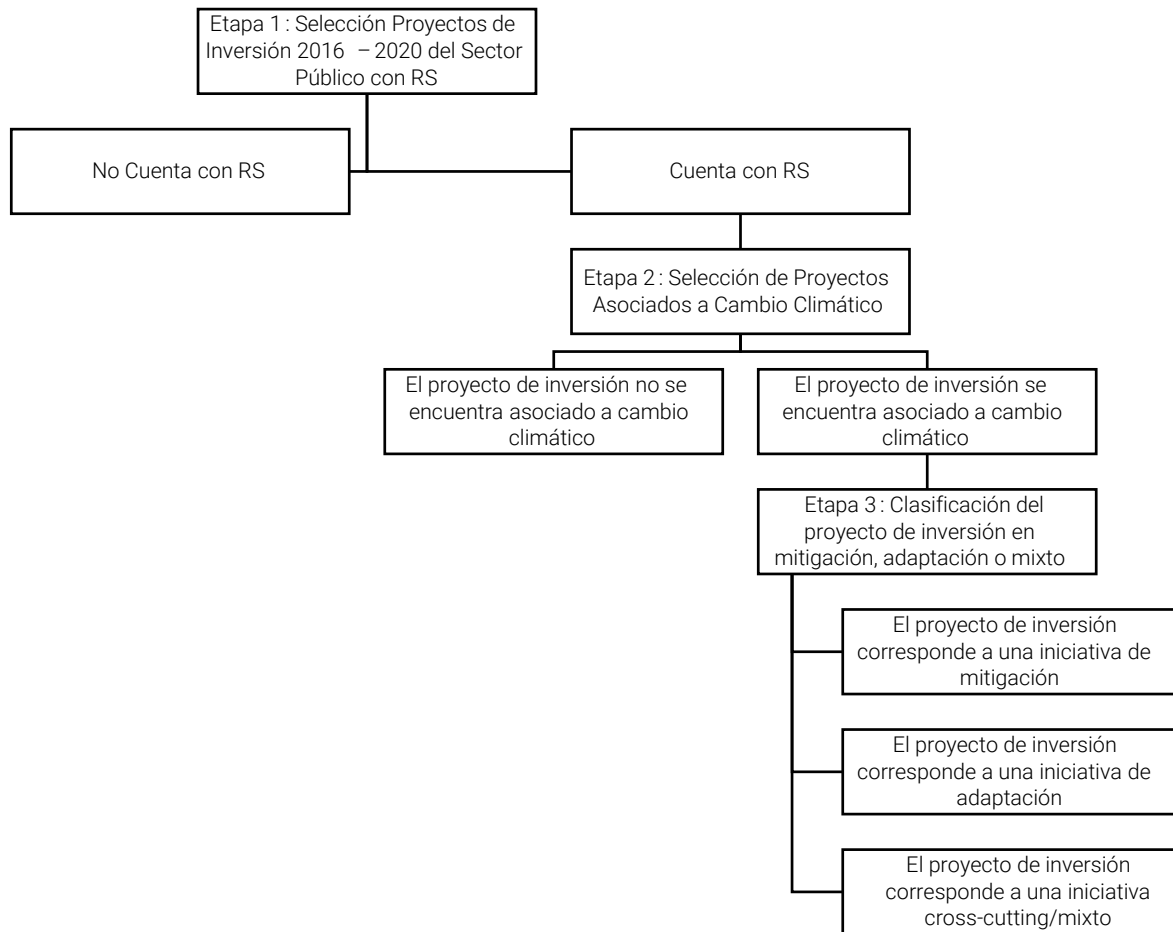 Etapa 1: Selección Proyectos de
Inversión 2016 – 2020 del Sector
Público con RS
No Cuenta con RS
Cuenta con RS
Etapa 2: Selección de Proyectos
Asociados a Cambio Climático
El proyecto de inversión no se
encuentra asociado a cambio
climático
El proyecto de inversión se
encuentra asociado a cambio
climático
Etapa 3: Clasificación del
proyecto de inversión en
mitigación, adaptación o mixto
El proyecto de inversión
corresponde a una iniciativa de
mitigación
El proyecto de inversión
corresponde a una iniciativa de
adaptación
El proyecto de inversión
corresponde a una iniciativa
cross-cutting/mixto